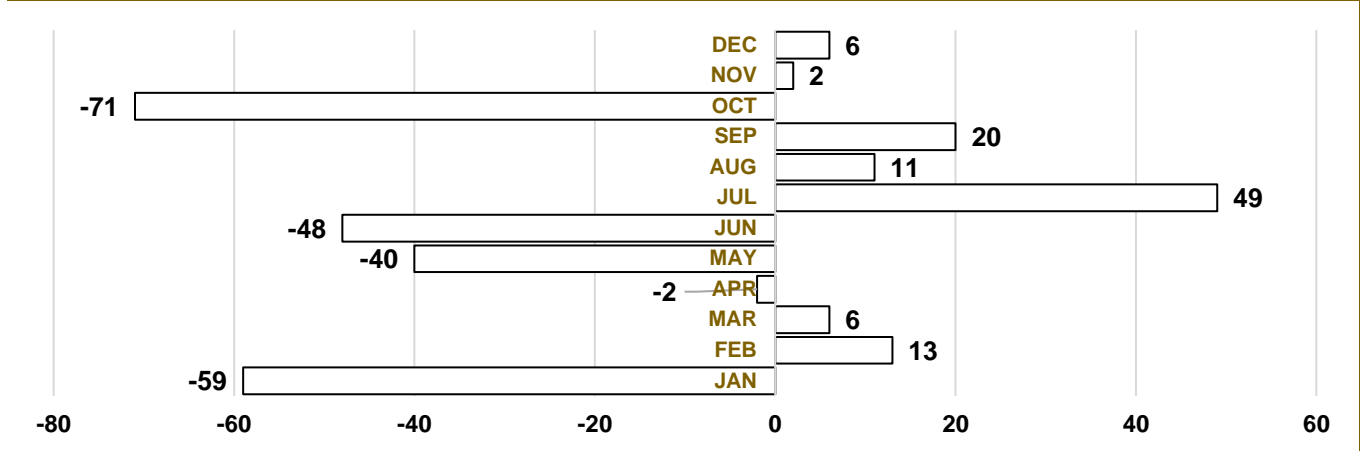 DEC 6
NOV 2
-71 OCT
SEP 20
AUG 11
JUL 49
-48 JUN
-40 MAY
-2 APR
MAR 6
FEB 13
-59 JAN
-80 -60 -40 -20 0 20 40 60